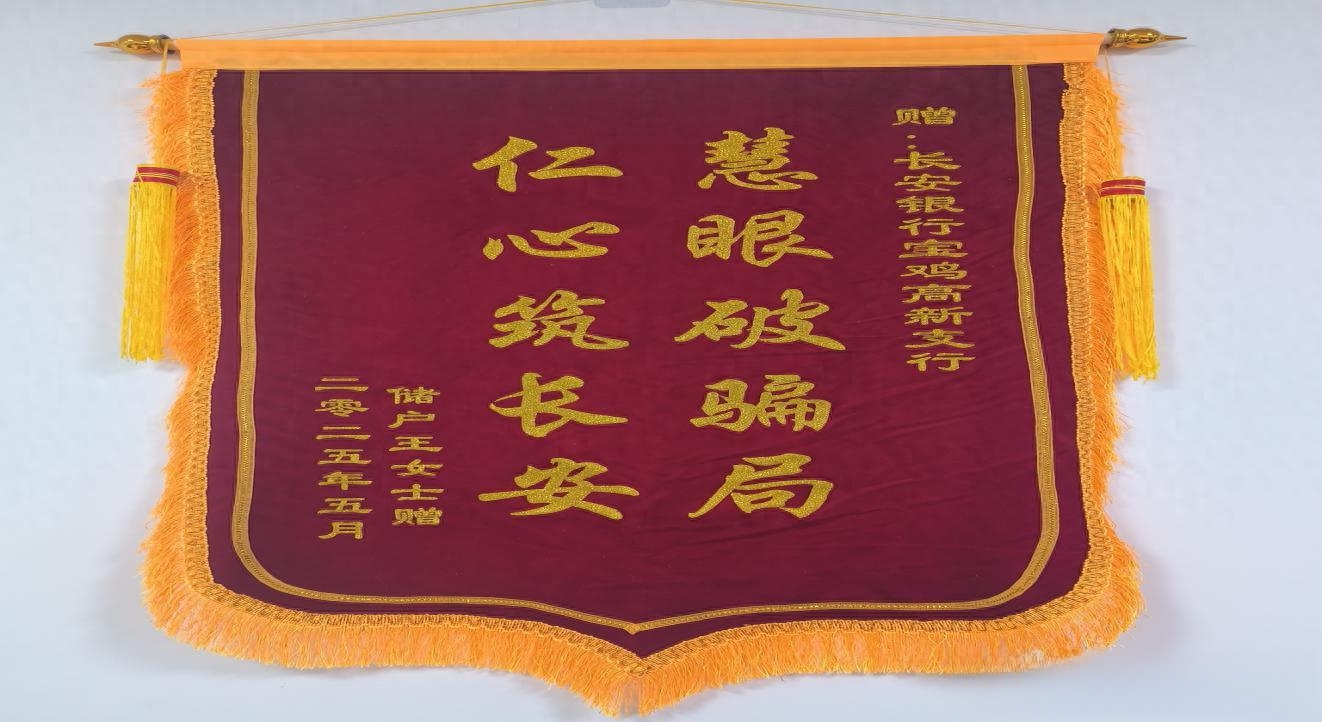 赠：长安银行宝鸡高新支行
慧眼破骗局
仁心筑长安
储户王女士赠
二零二五年五月